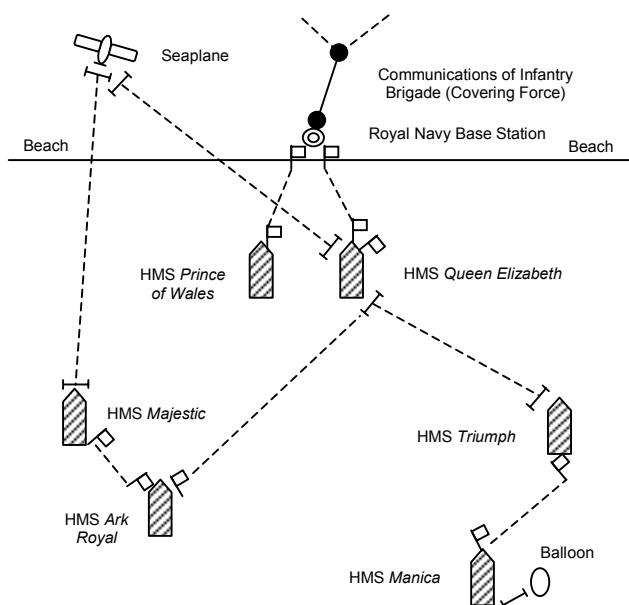 Seaplane
Communications of Infantry
Brigade (Covering Force)
Royal Navy Base Station
Beach
Beach
HMS Prince
of Wales
HMS Queen Elizabeth
HMS Majestic
HMS Triumph
HMS Ark
Royal
HMS Manica
Balloon